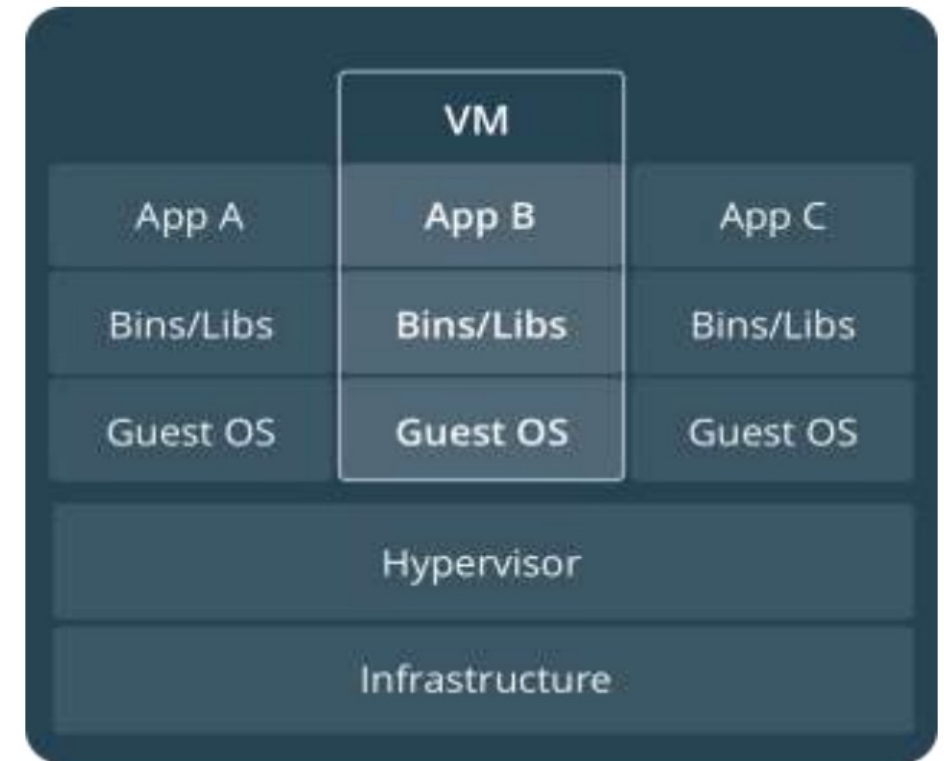 VM
App A App B App C
Bins/Libs Bins/Libs Bins/Libs
Guest OS Guest OS Guest OS
Hypervisor
Infrastructure